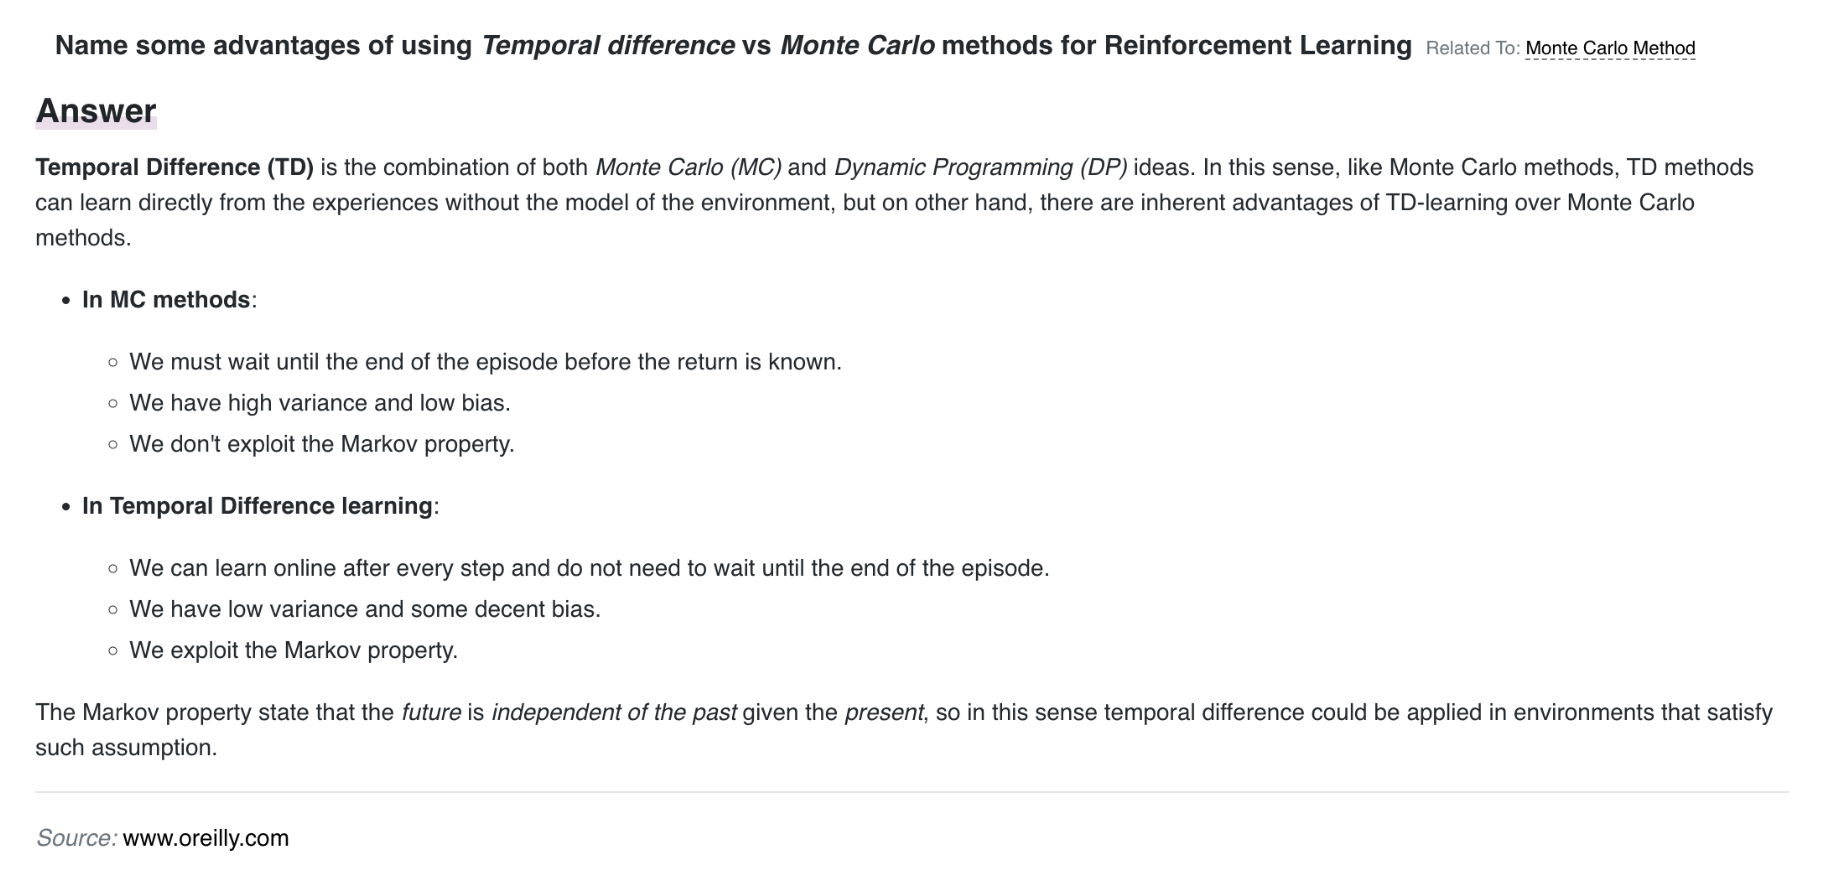 Name some advantages of using Temporal difference vs Monte Carlo methods for Reinforcement Learning Related To: Monte Carlo Method
Answer
Temporal Difference (TD) is the combination of both Monte Carlo (MC) and Dynamic Programming (DP) ideas. In this sense, like Monte Carlo methods, TD methods
can learn directly from the experiences without the model of the environment, but on other hand, there are inherent advantages of TD-learning over Monte Carlo
methods.
• In MC methods:
◦ We must wait until the end of the episode before the return is known.
◦ We have high variance and low bias.
◦ We don't exploit the Markov property.
• In Temporal Difference learning:
◦ We can learn online after every step and do not need to wait until the end of the episode.
◦ We have low variance and some decent bias.
◦ We exploit the Markov property.
The Markov property state that the future is independent of the past given the present, so in this sense temporal difference could be applied in environments that satisfy
such assumption.
Source: www.oreilly.com